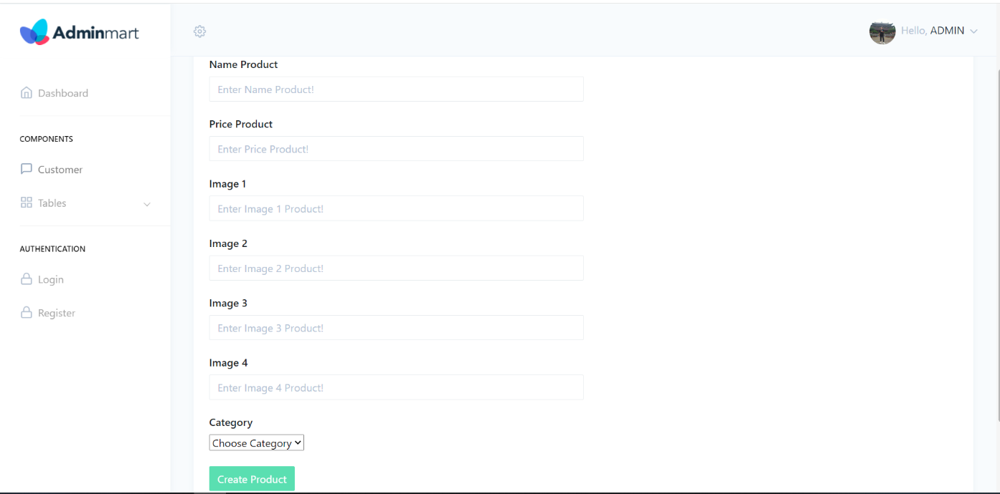 Adminmart
Hello, ADMIN
Dashboard
COMPONENTS
Customer
Tables
AUTHENTICATION
Login
Register
Name Product
Enter Name Product!
Price Product
Enter Price Product!
Image 1
Enter Image 1 Product!
Image 2
Enter Image 2 Product!
Image 3
Enter Image 3 Product!
Image 4
Enter Image 4 Product!
Category
Choose Category
Create Product